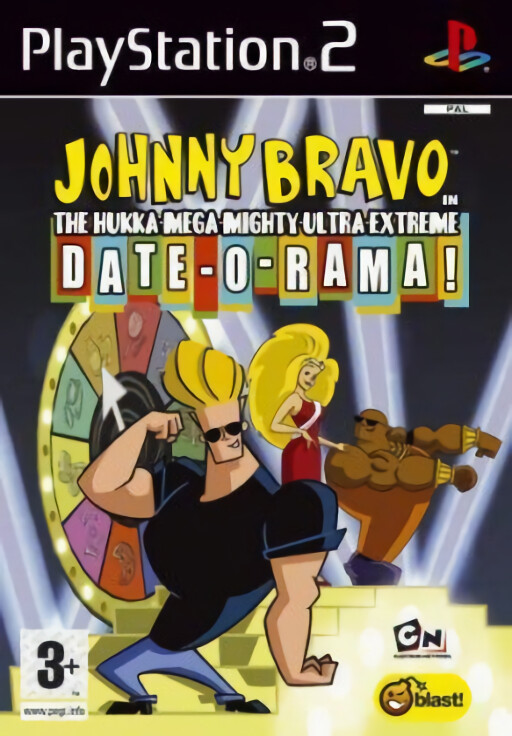 PlayStation®2
PAL
JOHNNY BRAVO™
IN
THE HUKKA-MEGA-MIGHTY-ULTRA-EXTREME
DATE-O-RAMA!
CN
3+
www.pegi.info
blast!